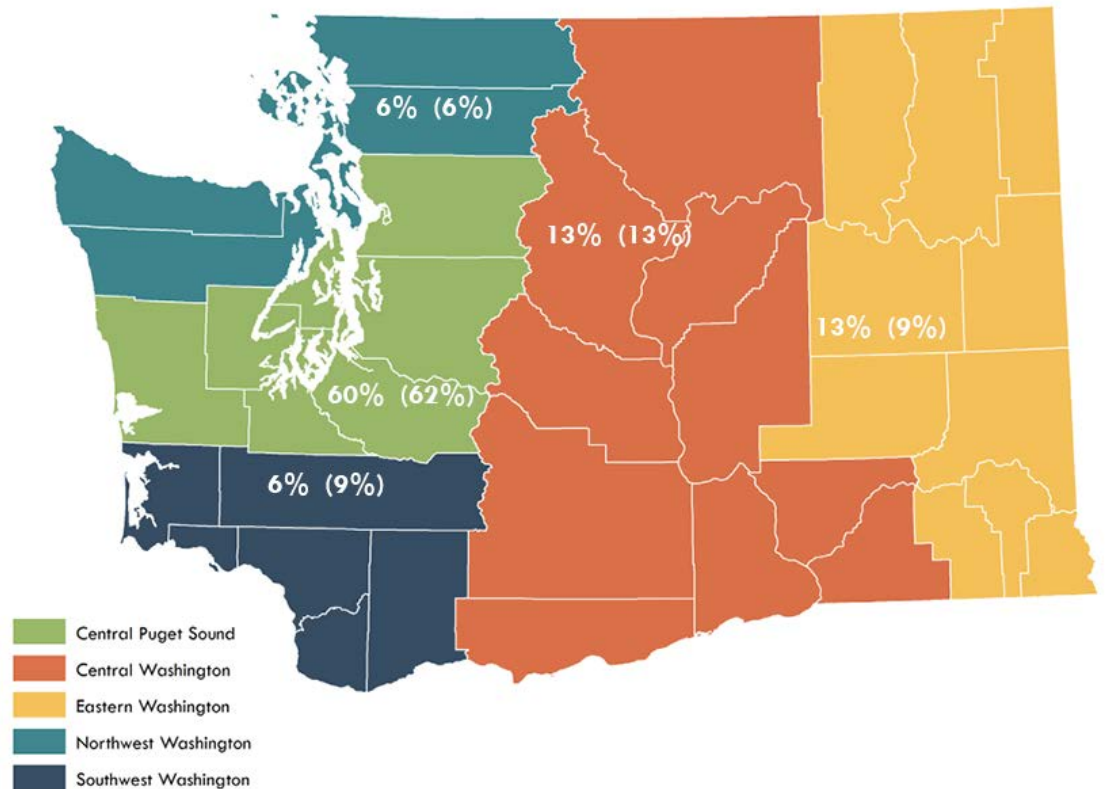 6% (6%)
13% (13%)
13% (9%)
60% (62%)
6% (9%)
Central Puget Sound
Central Washington
Eastern Washington
Northwest Washington
Southwest Washington